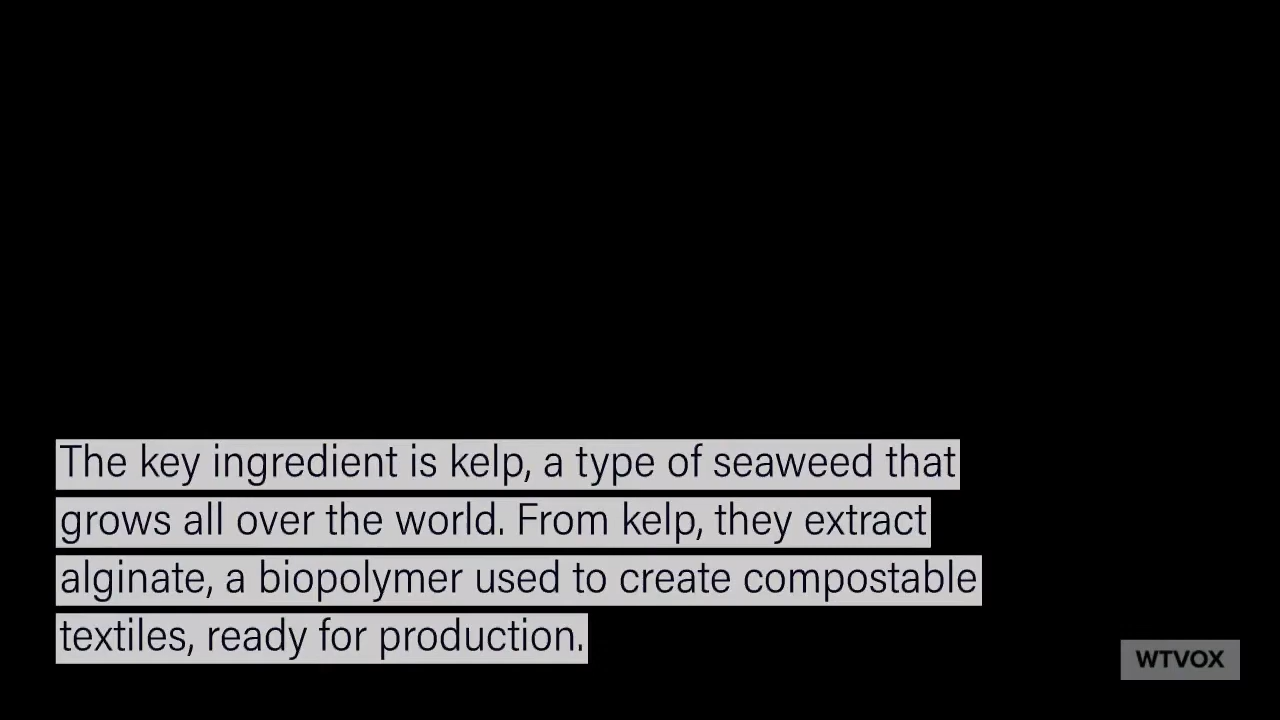 The key ingredient is kelp, a type of seaweed that
grows all over the world. From kelp, they extract
alginate, a biopolymer used to create compostable
textiles, ready for production.
WTVOX